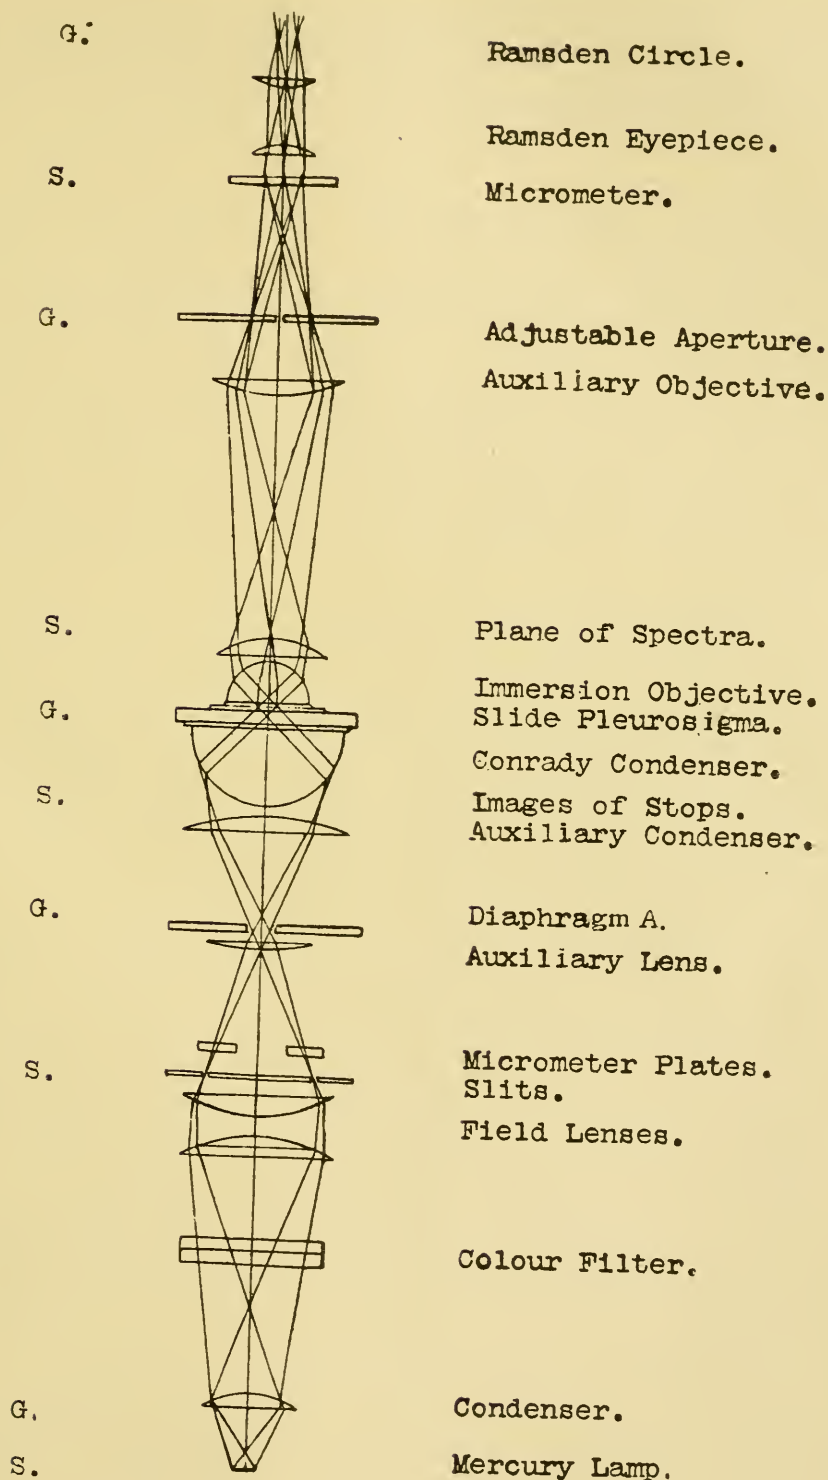 G. Ramsden Circle.
Ramsden Eyepiece.
S. Micrometer.
G. Adjustable Aperture.
Auxiliary Objective.
S. Plane of Spectra.
Immersion Objective.
G. Slide Pleurosigma.
Conrady Condenser.
S. Images of Stops.
Auxiliary Condenser.
G. Diaphragm A.
Auxiliary Lens.
S. Micrometer Plates.
Slits.
Field Lenses.
Colour Filter.
G. Condenser.
S. Mercury Lamp.